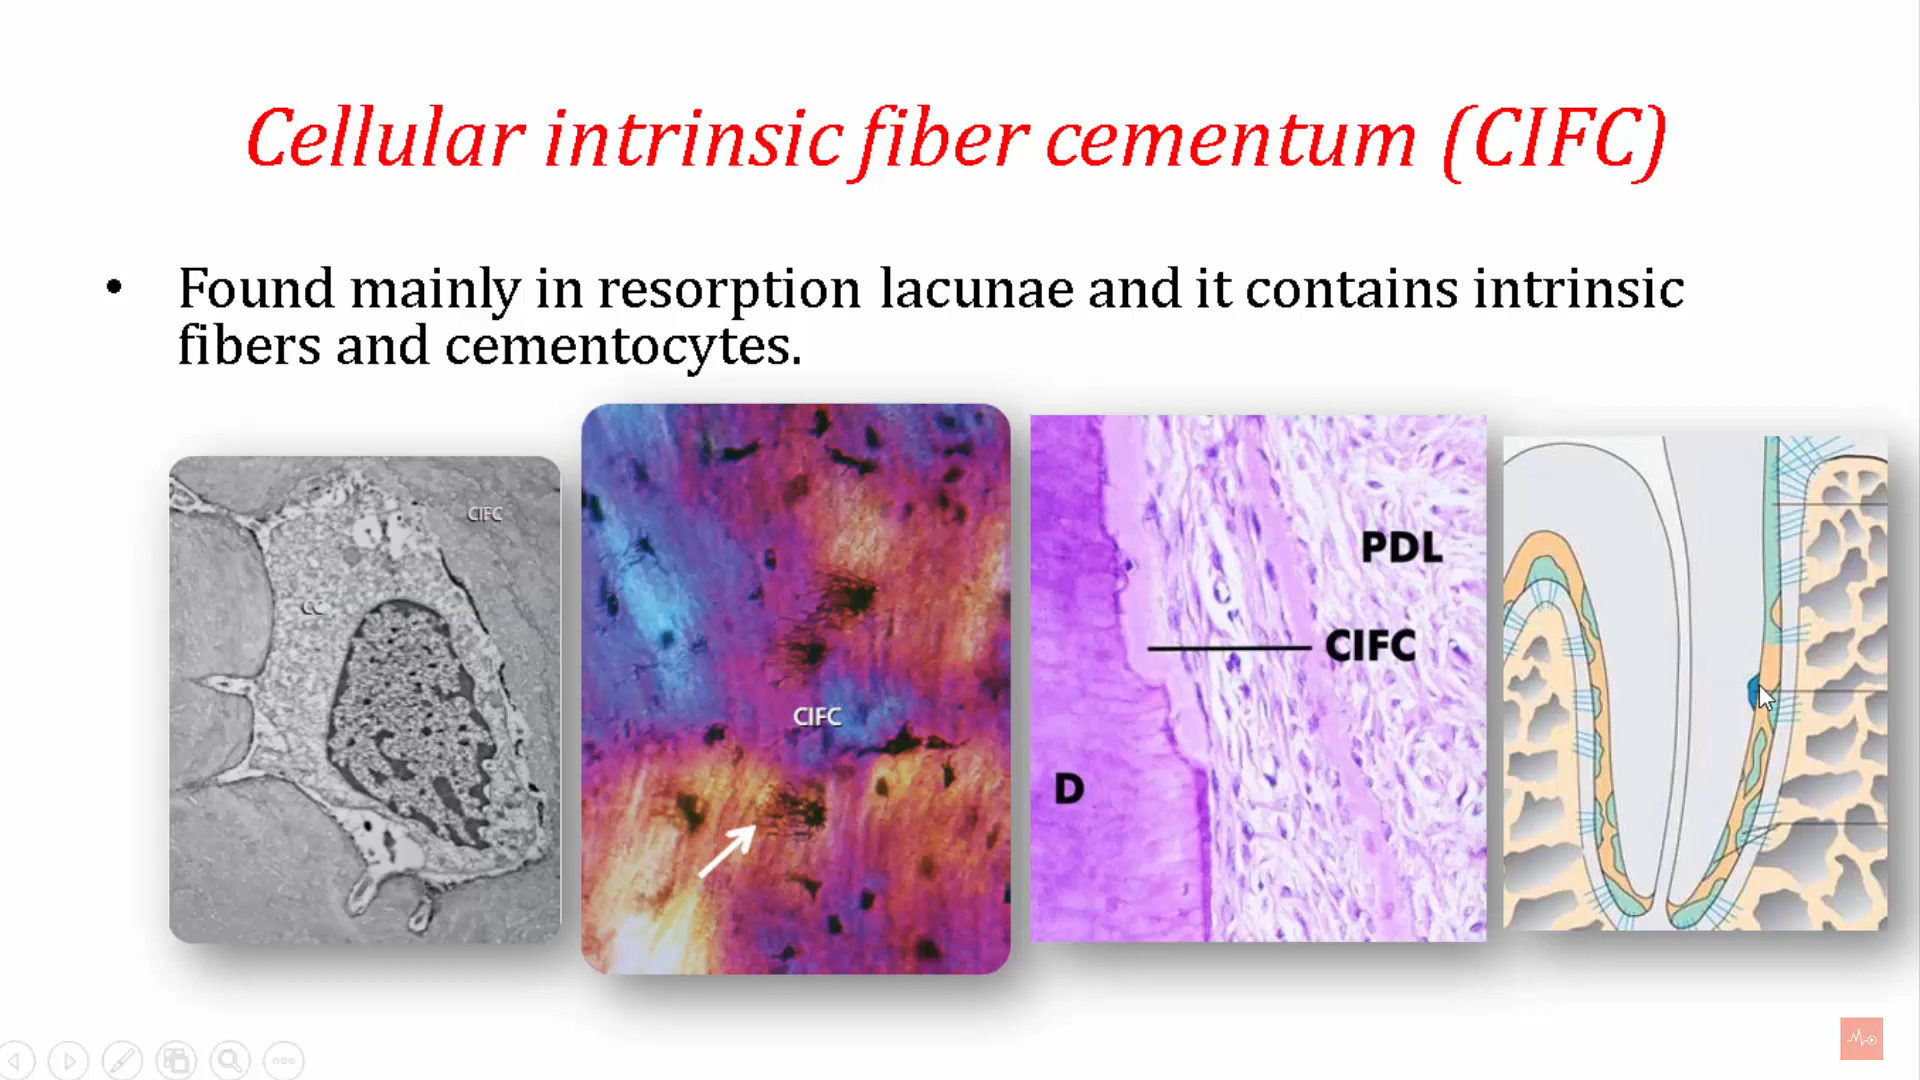 Cellular intrinsic fiber cementum (CIFC)
• Found mainly in resorption lacunae and it contains intrinsic
fibers and cementocytes.
CIFC
CC
CIFC
PDL
CIFC
D